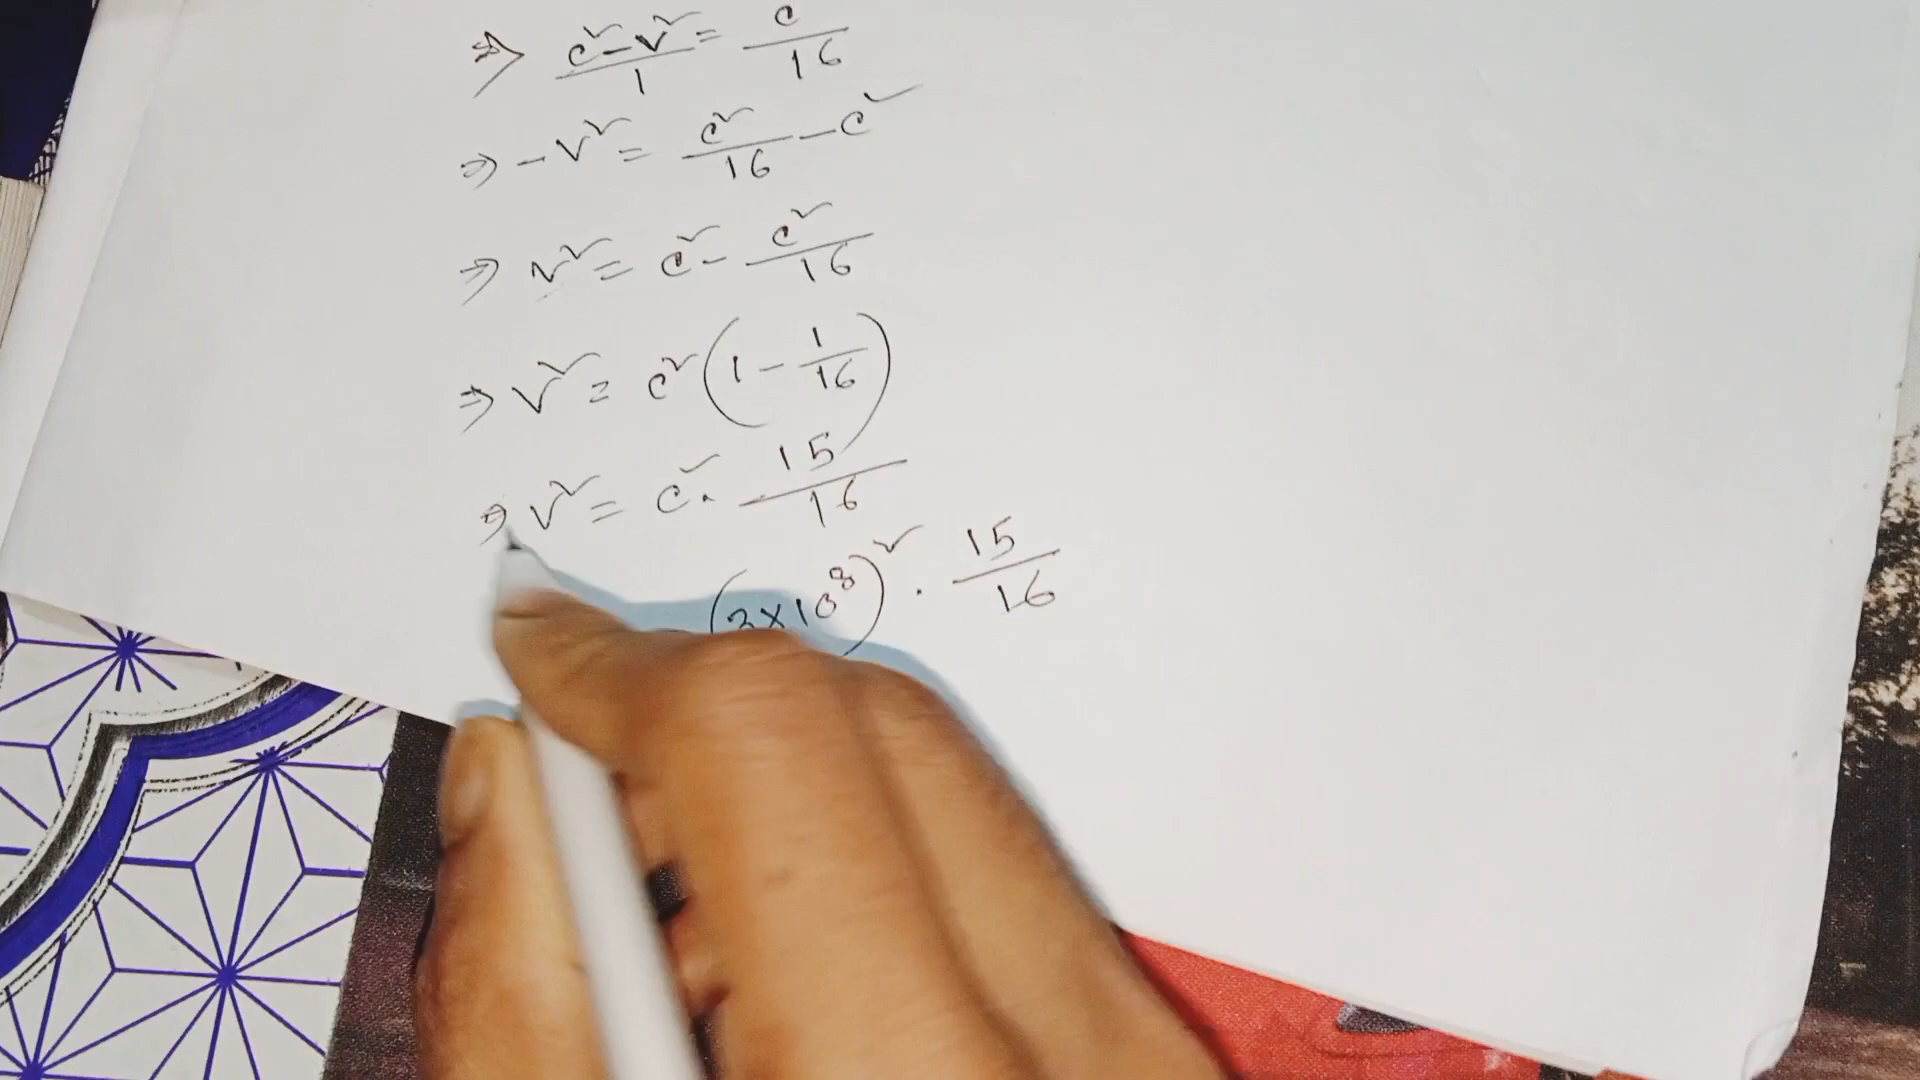 ⇒ (c² - v²)/1 = c/16
⇒ -v² = c²/16 - c²
⇒ v² = c² - c²/16
⇒ v² = c² (1 - 1/16)
⇒ v² = c² · 15/16
(3×10⁸)² · 15/16